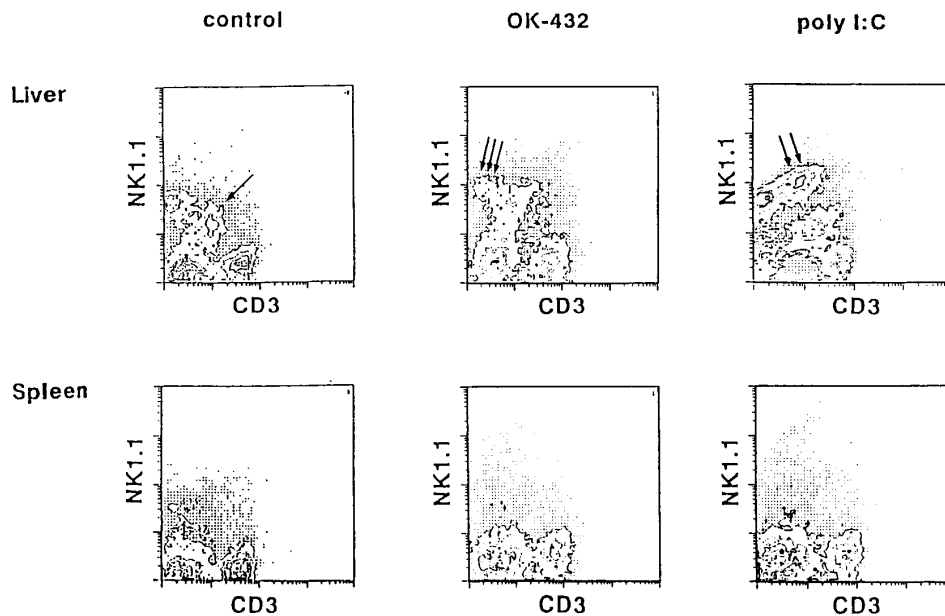 control OK-432 poly I:C
Liver
NK1.1 NK1.1 NK1.1
CD3 CD3 CD3
Spleen
NK1.1 NK1.1 NK1.1
CD3 CD3 CD3